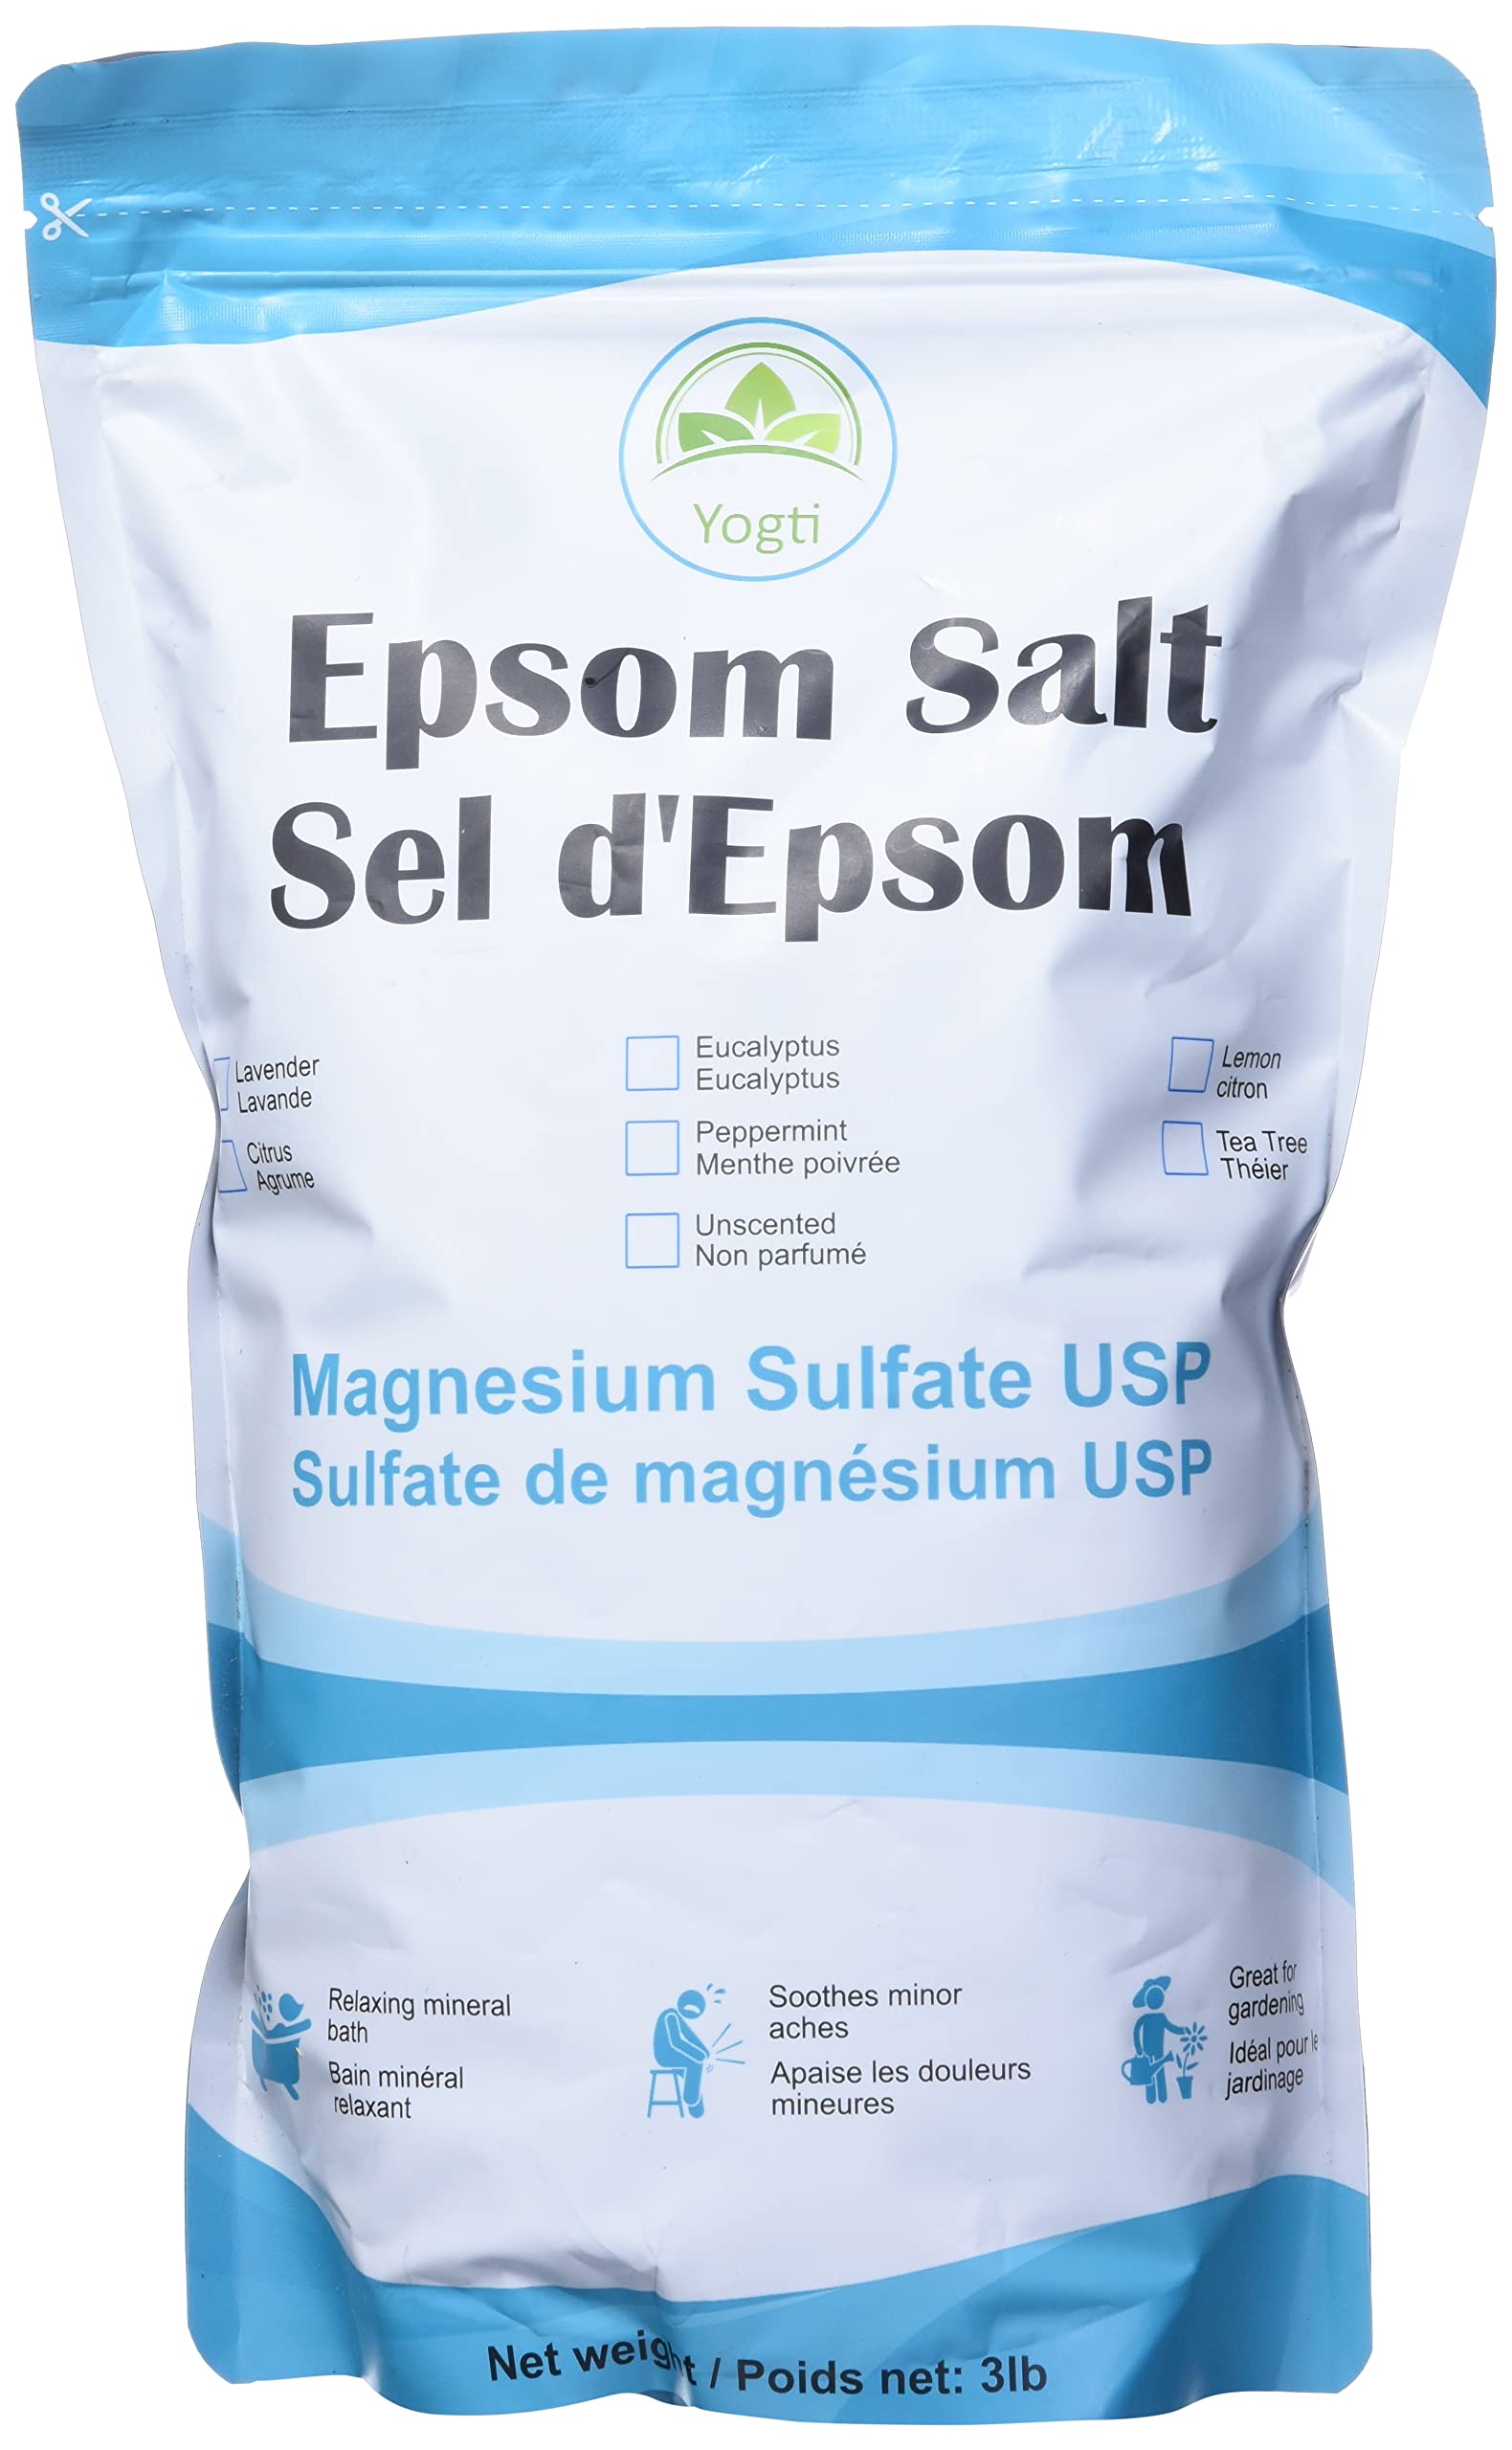 Yogti
Epsom Salt
Sel d'Epsom
Lavender
Lavande
Citrus
Agrume
Eucalyptus
Eucalyptus
Peppermint
Menthe poivrée
Unscented
Non parfumé
Lemon
citron
Tea Tree
Théier
Magnesium Sulfate USP
Sulfate de magnésium USP
Relaxing mineral
bath
Bain minéral
relaxant
Soothes minor
aches
Apaise les douleurs
mineures
Great for
gardening
Idéal pour le
jardinage
Net weight / Poids net: 3lb